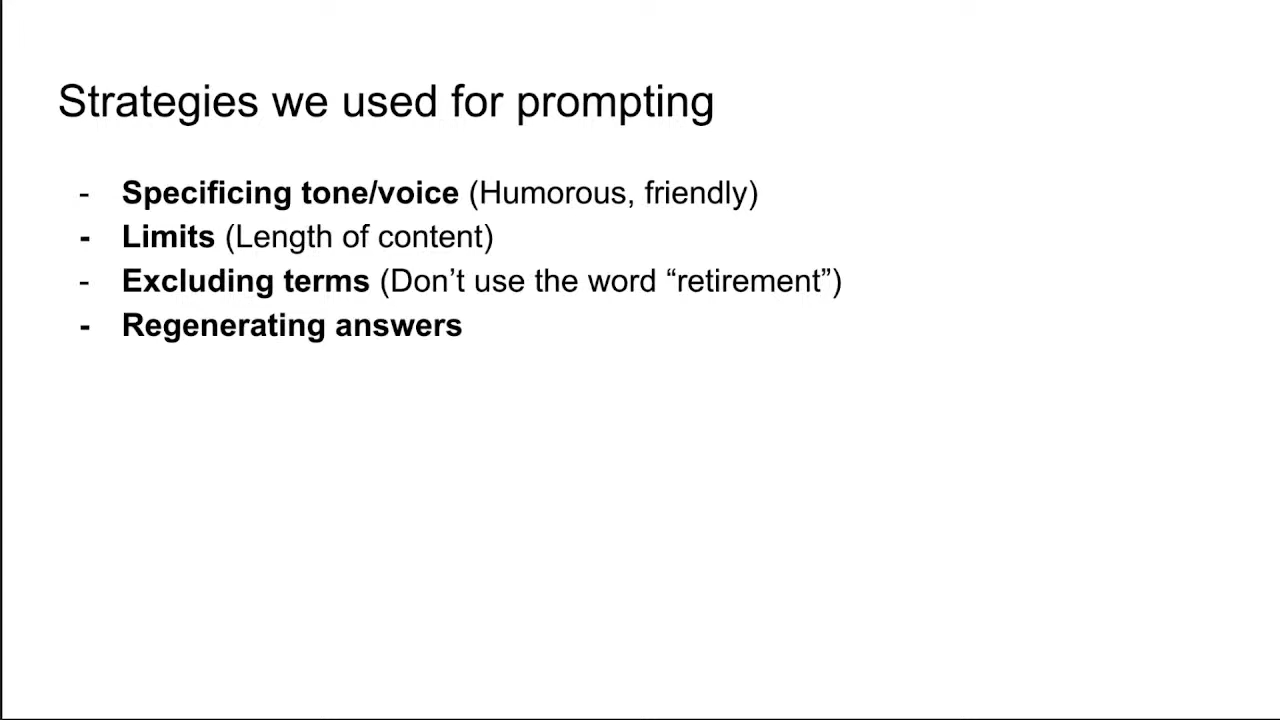 Strategies we used for prompting
- Specificing tone/voice (Humorous, friendly)
- Limits (Length of content)
- Excluding terms (Don’t use the word “retirement”)
- Regenerating answers